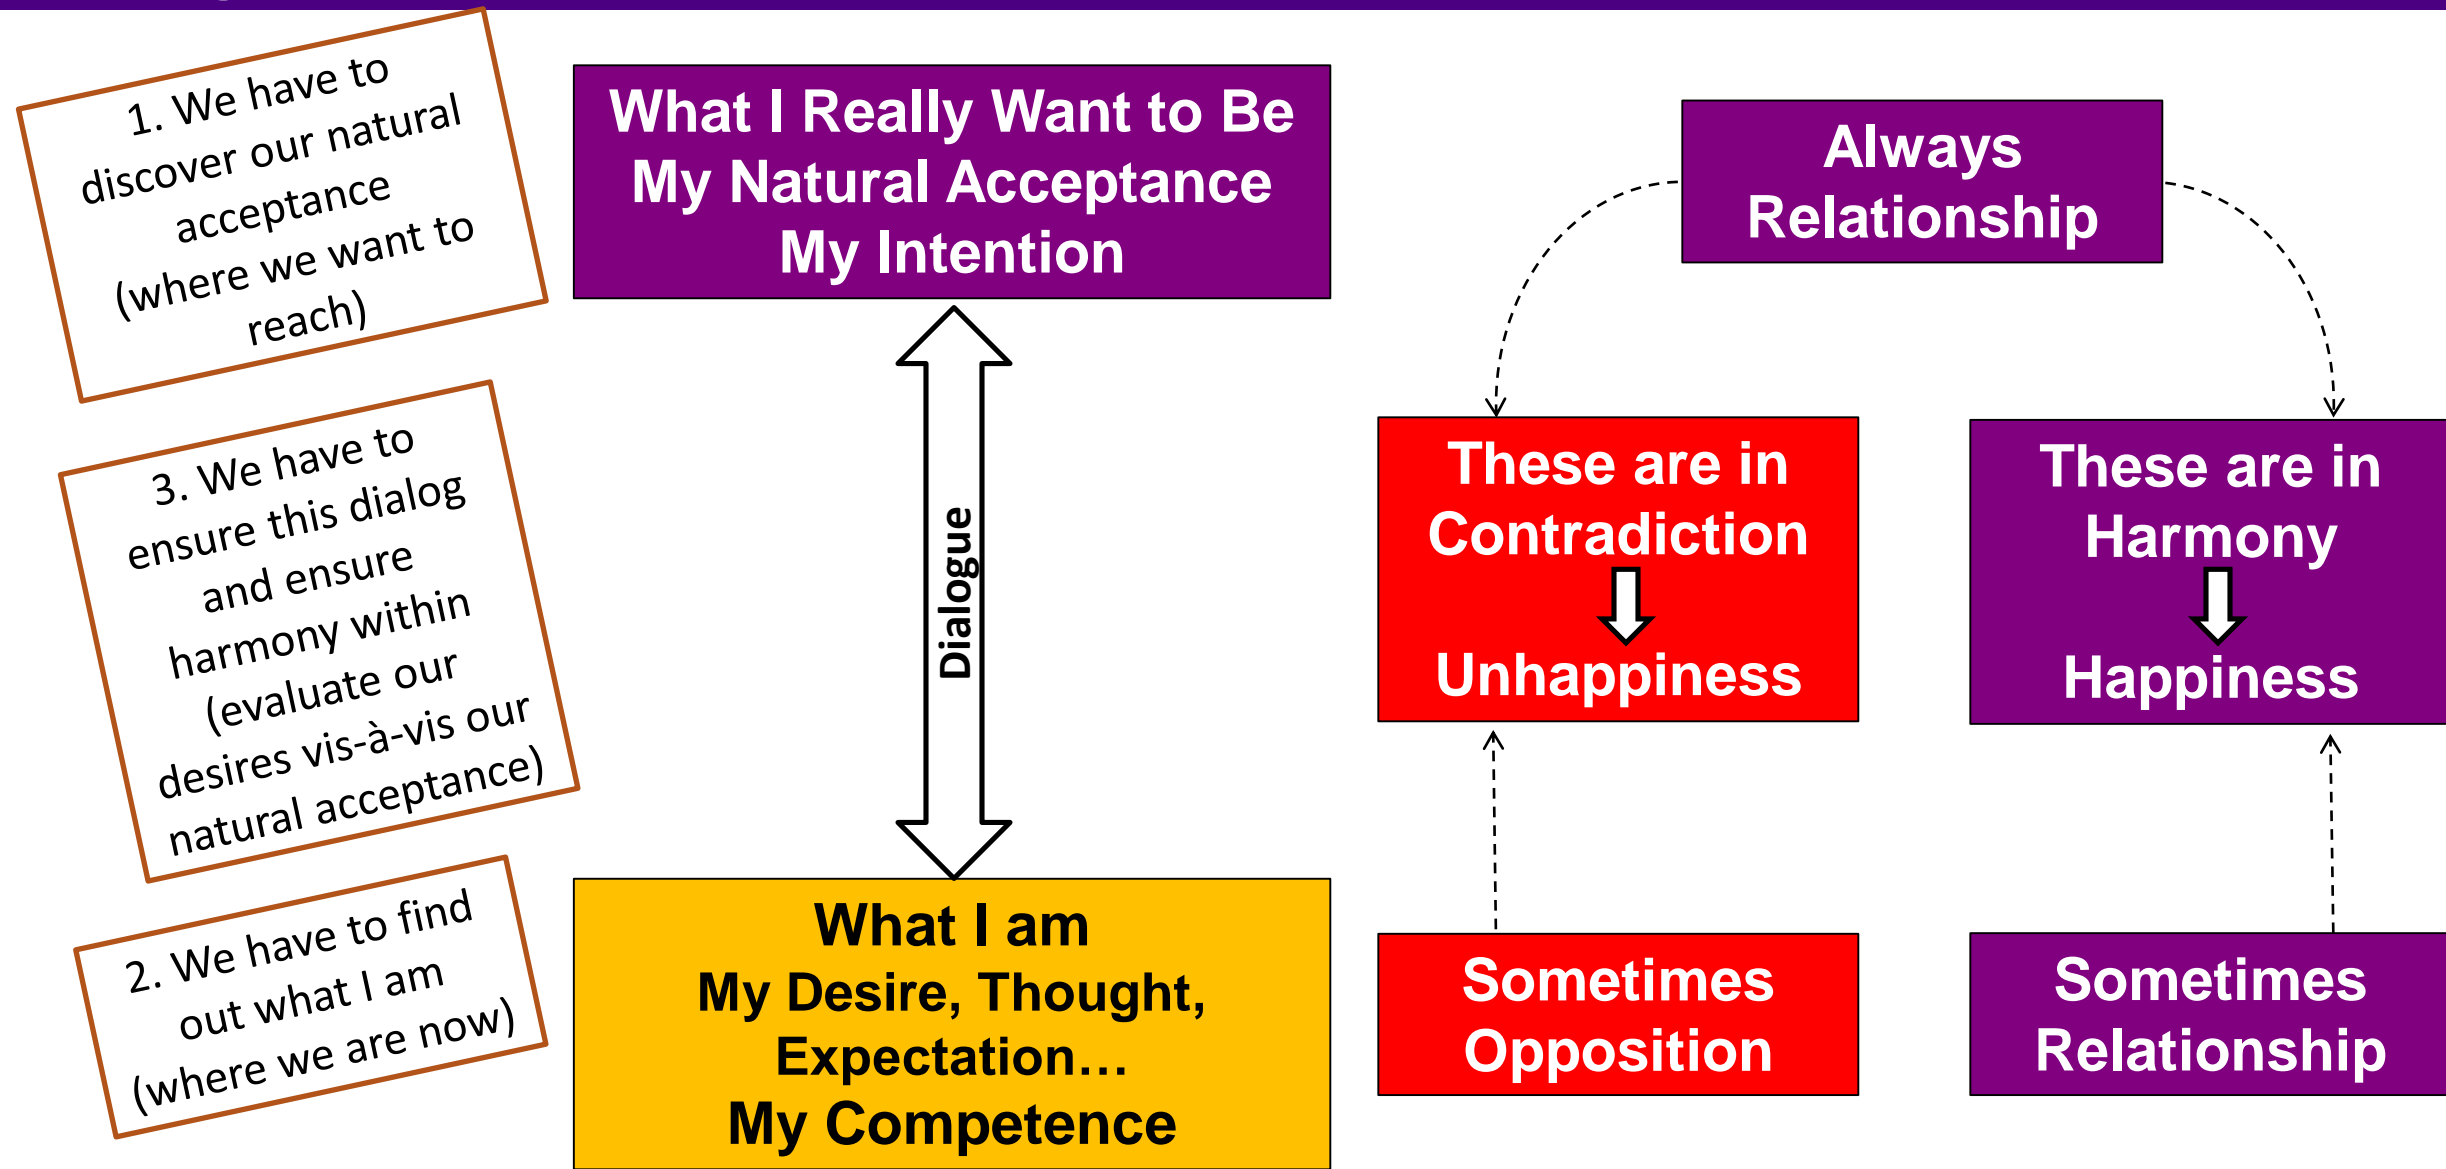 1. We have to
discover our natural
acceptance
(where we want to
reach)
What I Really Want to Be
My Natural Acceptance
My Intention
Always
Relationship
3. We have to
ensure this dialog
and ensure
harmony within
(evaluate our
desires vis-à-vis our
natural acceptance)
Dialogue
These are in
Contradiction
Unhappiness
These are in
Harmony
Happiness
2. We have to find
out what I am
(where we are now)
What I am
My Desire, Thought,
Expectation…
My Competence
Sometimes
Opposition
Sometimes
Relationship